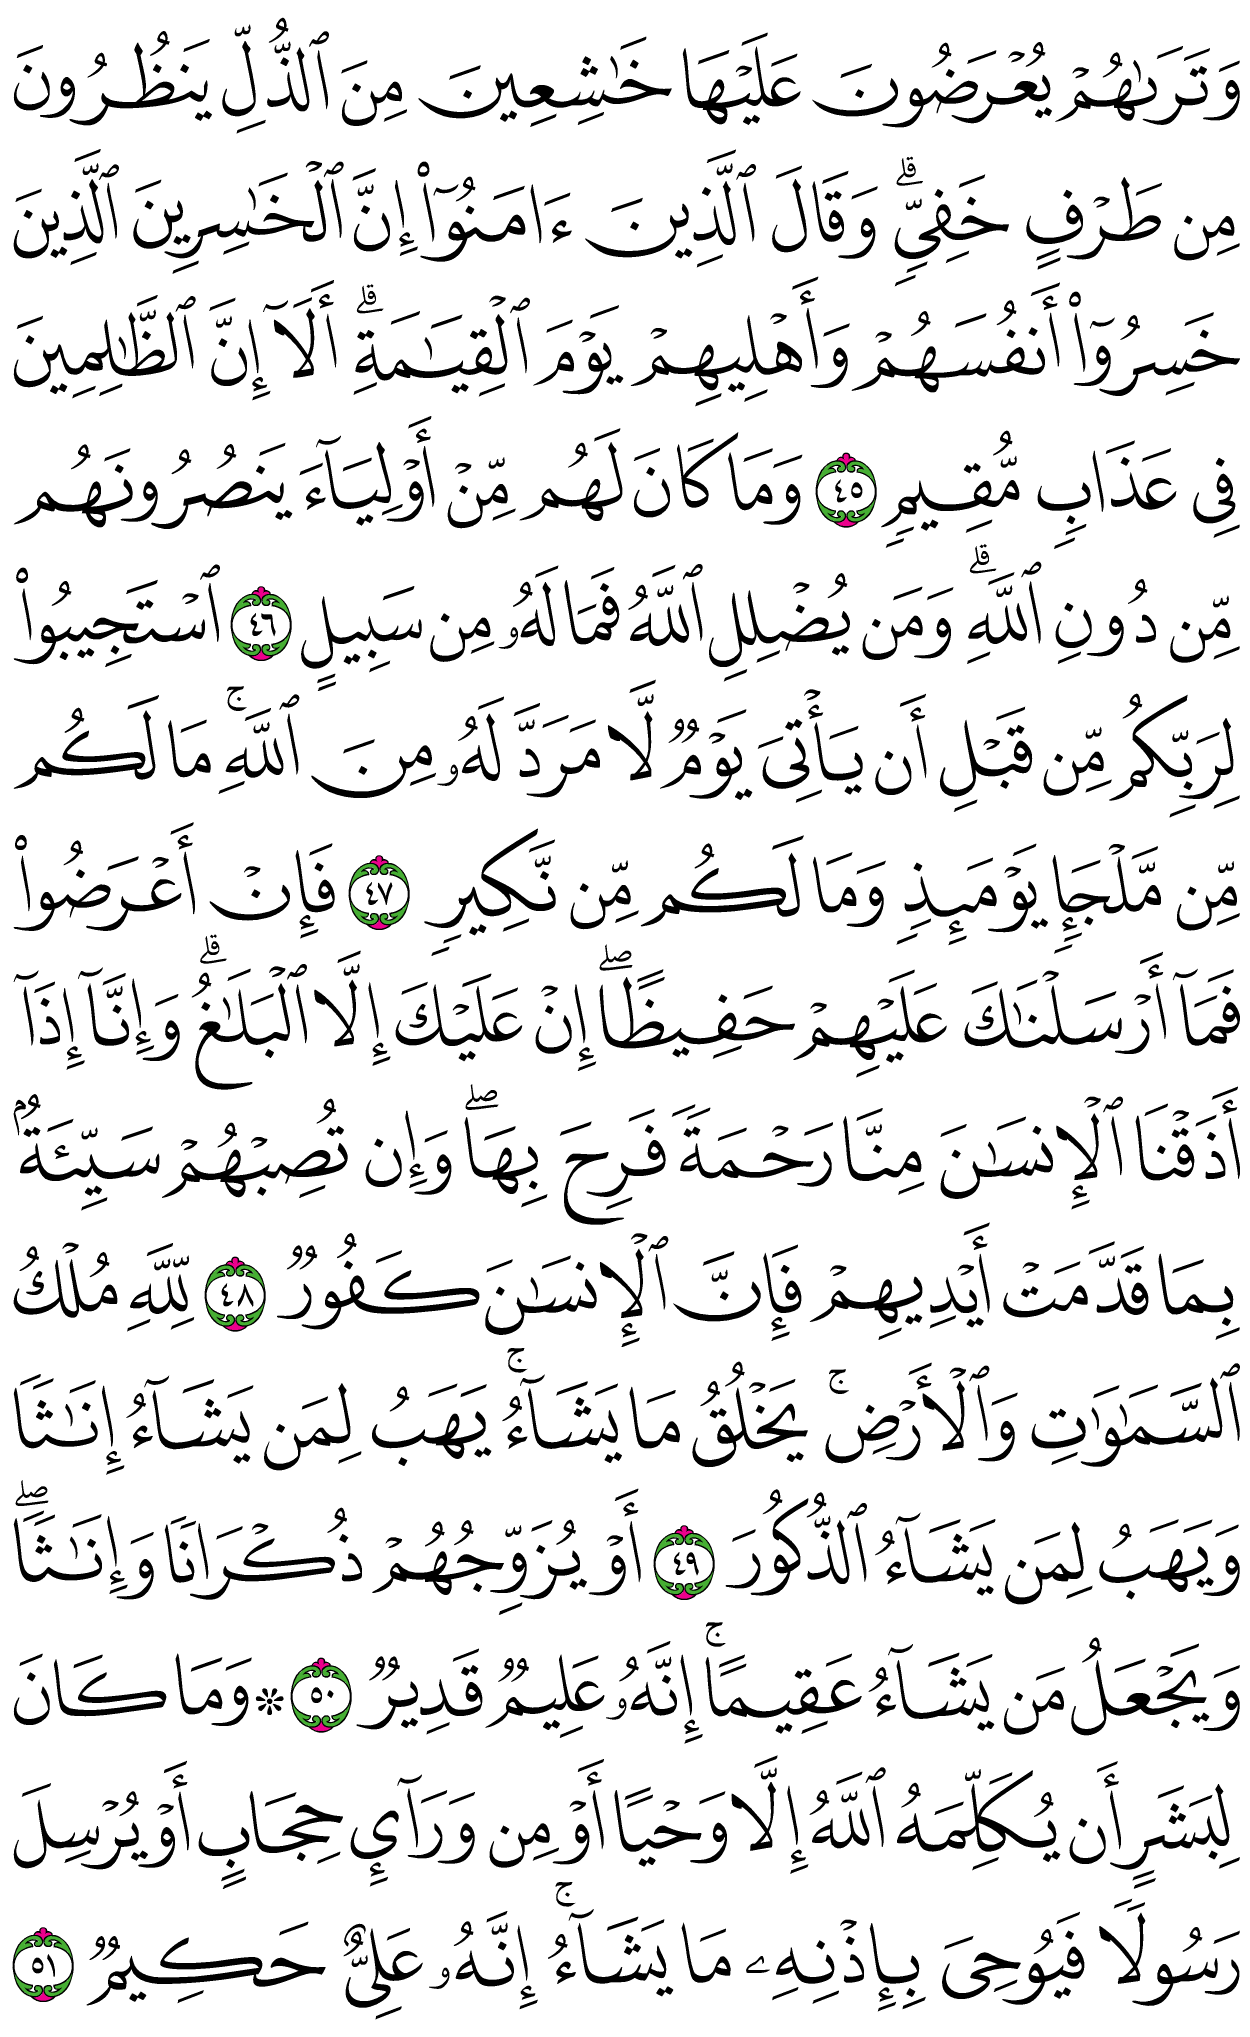 وَتَرَىٰهُمۡ يُعۡرَضُونَ عَلَيۡهَا خَٰشِعِينَ مِنَ ٱلذُّلِّ يَنظُرُونَ
مِن طَرۡفٍ خَفِيّٖۗ وَقَالَ ٱلَّذِينَ ءَامَنُوٓاْ إِنَّ ٱلۡخَٰسِرِينَ ٱلَّذِينَ
خَسِرُوٓاْ أَنفُسَهُمۡ وَأَهۡلِيهِمۡ يَوۡمَ ٱلۡقِيَٰمَةِۗ أَلَآ إِنَّ ٱلظَّٰلِمِينَ
فِي عَذَابٖ مُّقِيمٖ ٤٥ وَمَا كَانَ لَهُم مِّنۡ أَوۡلِيَآءَ يَنصُرُونَهُم
مِّن دُونِ ٱللَّهِۗ وَمَن يُضۡلِلِ ٱللَّهُ فَمَا لَهُۥ مِن سَبِيلٍ ٤٦ ٱسۡتَجِيبُواْ
لِرَبِّكُم مِّن قَبۡلِ أَن يَأۡتِيَ يَوۡمٞ لَّا مَرَدَّ لَهُۥ مِنَ ٱللَّهِۚ مَا لَكُم
مِّن مَّلۡجَإٖ يَوۡمَئِذٖ وَمَا لَكُم مِّن نَّكِيرٖ ٤٧ فَإِنۡ أَعۡرَضُواْ
فَمَآ أَرۡسَلۡنَٰكَ عَلَيۡهِمۡ حَفِيظًاۖ إِنۡ عَلَيۡكَ إِلَّا ٱلۡبَلَٰغُۗ وَإِنَّآ إِذَآ
أَذَقۡنَا ٱلۡإِنسَٰنَ مِنَّا رَحۡمَةٗ فَرِحَ بِهَاۖ وَإِن تُصِبۡهُمۡ سَيِّئَةُۢ
بِمَا قَدَّمَتۡ أَيۡدِيهِمۡ فَإِنَّ ٱلۡإِنسَٰنَ كَفُورٞ ٤٨ لِّلَّهِ مُلۡكُ
ٱلسَّمَٰوَٰتِ وَٱلۡأَرۡضِۚ يَخۡلُقُ مَا يَشَآءُۚ يَهَبُ لِمَن يَشَآءُ إِنَٰثٗا
وَيَهَبُ لِمَن يَشَآءُ ٱلذُّكُورَ ٤٩ أَوۡ يُزَوِّجُهُمۡ ذُكۡرَانٗا وَإِنَٰثٗاۖ
وَيَجۡعَلُ مَن يَشَآءُ عَقِيمًاۚ إِنَّهُۥ عَلِيمٞ قَدِيرٞ ٥٠ ۞ وَمَا كَانَ
لِبَشَرٍ أَن يُكَلِّمَهُ ٱللَّهُ إِلَّا وَحۡيًا أَوۡ مِن وَرَآيِٕ حِجَابٍ أَوۡ يُرۡسِلَ
رَسُولٗا فَيُوحِيَ بِإِذۡنِهِۦ مَا يَشَآءُۚ إِنَّهُۥ عَلِيٌّ حَكِيمٞ ٥١